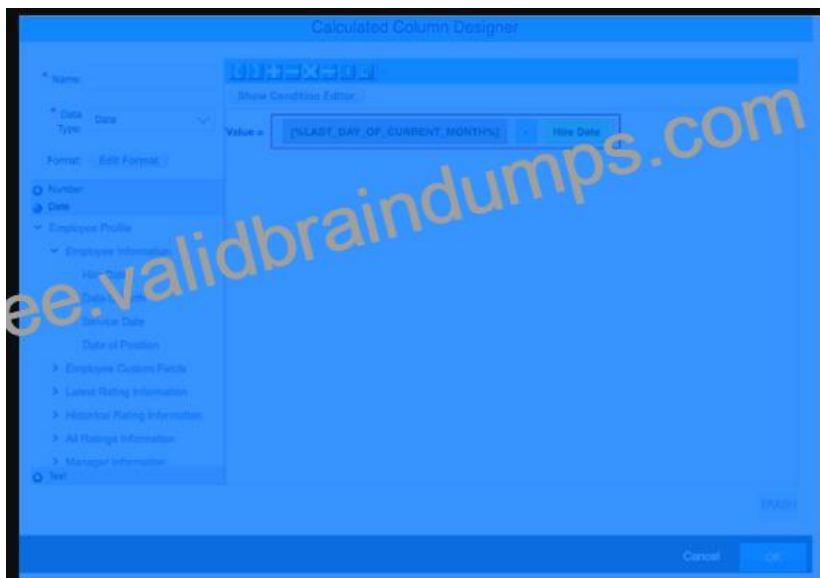 Calculated Column Designer
* Name:
* Data Type:
Date
Format:
Edit Format
Number
Date
Employee Profile
Employee Information
Hire Date
Service Date
Date of Position
Employee Custom Fields
Latest Rating Information
Historical Rating Information
All Ratings Information
Manager Information
Text
Show Condition Editor
Value = [%LAST_DAY_OF_CURRENT_MONTH%] - Hire Date
ee.validbraindumps.com
Cancel
OK